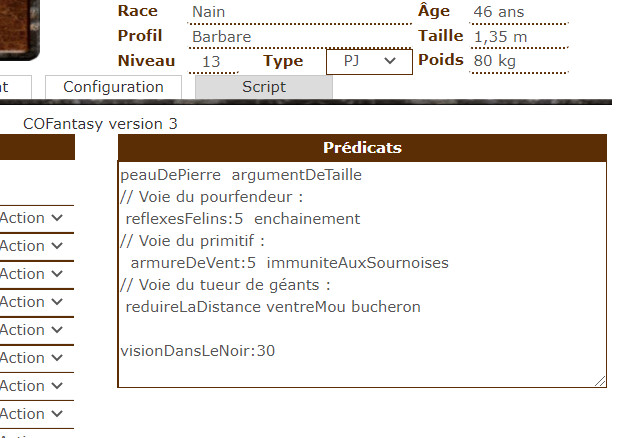 Race Nain Âge 46 ans
Profil Barbare Taille 1,35 m
Niveau 13 Type PJ Poids 80 kg
Configuration Script
COFantasy version 3
Prédicats
peauDePierre argumentDeTaille
// Voie du pourfendeur :
reflexesFelins:5 enchainement
// Voie du primitif :
armureDeVent:5 immuniteAuxSournoises
// Voie du tueur de géants :
reduireLaDistance ventreMou bucheron
visionDansLeNoir:30
Action
Action
Action
Action
Action
Action
Action
Action